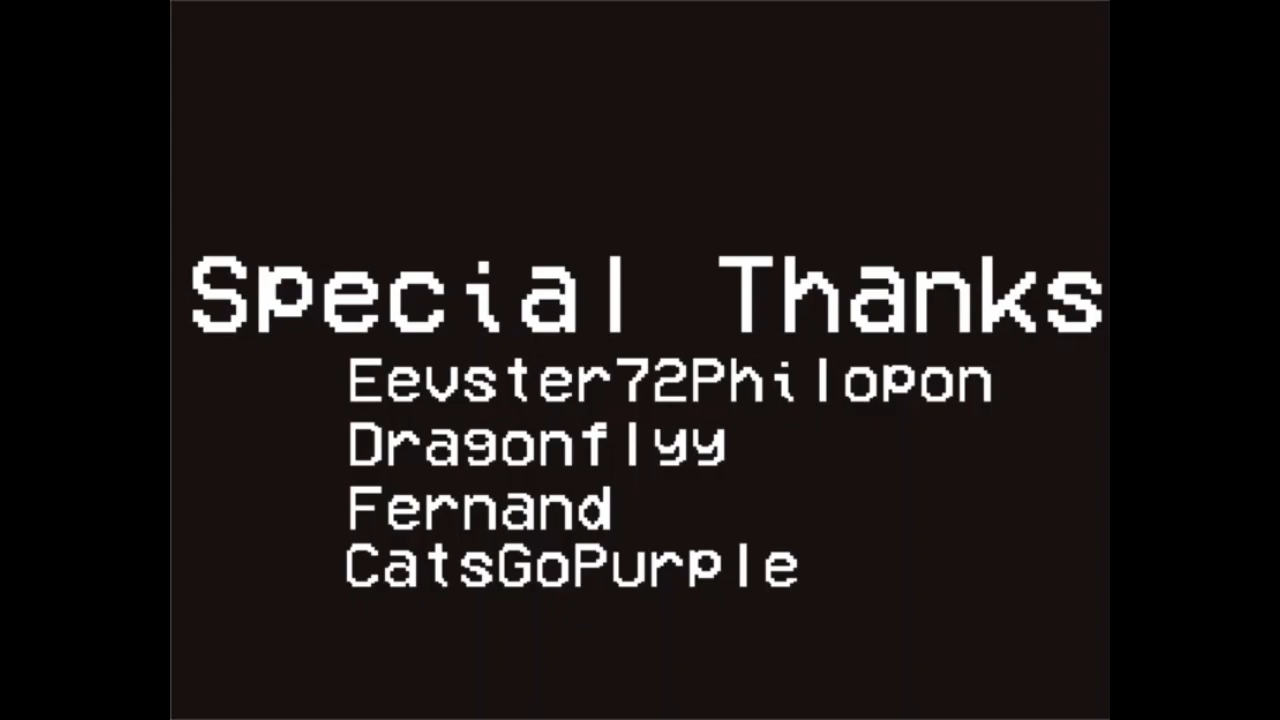 Special Thanks
Eevster72Philopon
Dragonflyy
Fernand
CatsGoPurple